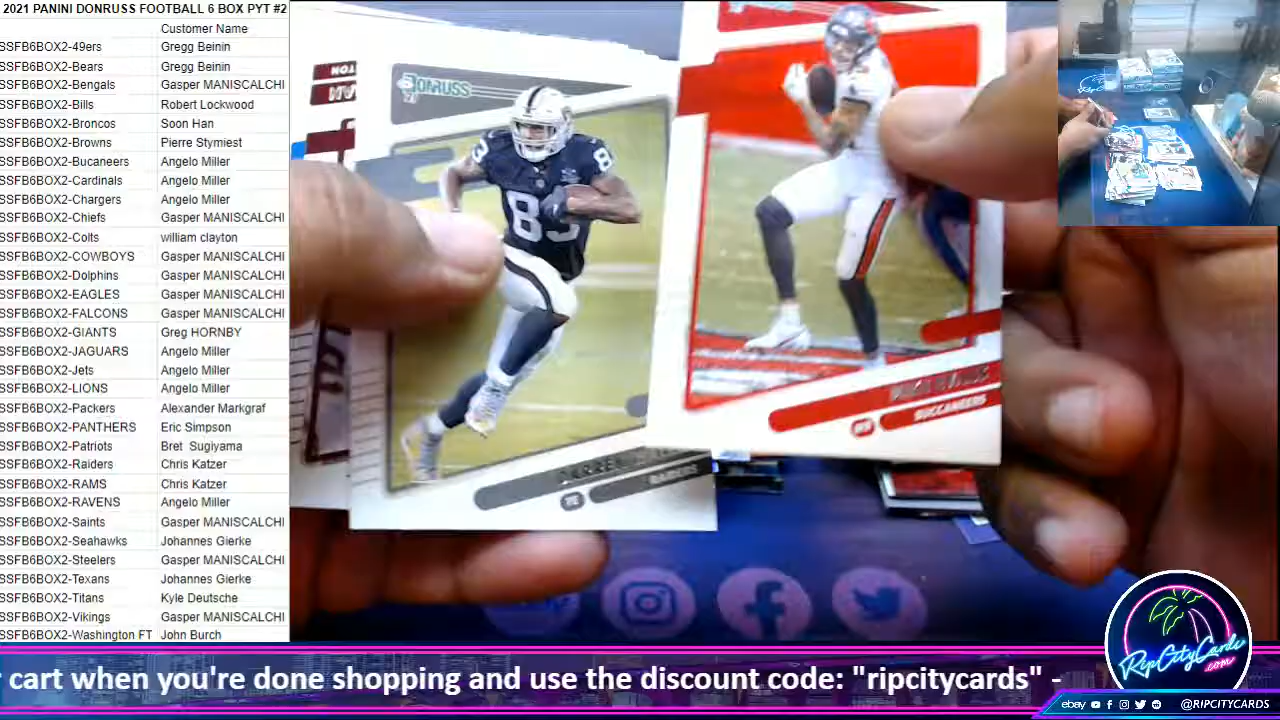 2021 PANINI DONRUSS FOOTBALL 6 BOX PYT #2
Customer Name
SSFB6BOX2-49ers Gregg Beinin
SSFB6BOX2-Bears Gregg Beinin
SSFB6BOX2-Bengals Gasper MANISCALCHI
SSFB6BOX2-Bills Robert Lockwood
SSFB6BOX2-Broncos Soon Han
SSFB6BOX2-Browns Pierre Stymiest
SSFB6BOX2-Bucaneers Angelo Miller
SSFB6BOX2-Cardinals Angelo Miller
SSFB6BOX2-Chargers Angelo Miller
SSFB6BOX2-Chiefs Gasper MANISCALCHI
SSFB6BOX2-Colts william clayton
SSFB6BOX2-COWBOYS Gasper MANISCALCHI
SSFB6BOX2-Dolphins Gasper MANISCALCHI
SSFB6BOX2-EAGLES Gasper MANISCALCHI
SSFB6BOX2-FALCONS Gasper MANISCALCHI
SSFB6BOX2-GIANTS Greg HORNBY
SSFB6BOX2-JAGUARS Angelo Miller
SSFB6BOX2-Jets Angelo Miller
SSFB6BOX2-LIONS Angelo Miller
SSFB6BOX2-Packers Alexander Markgraf
SSFB6BOX2-PANTHERS Eric Simpson
SSFB6BOX2-Patriots Bret Sugiyama
SSFB6BOX2-Raiders Chris Katzer
SSFB6BOX2-RAMS Chris Katzer
SSFB6BOX2-RAVENS Angelo Miller
SSFB6BOX2-Saints Gasper MANISCALCHI
SSFB6BOX2-Seahawks Johannes Gierke
SSFB6BOX2-Steelers Gasper MANISCALCHI
SSFB6BOX2-Texans Johannes Gierke
SSFB6BOX2-Titans Kyle Deutsche
SSFB6BOX2-Vikings Gasper MANISCALCHI
SSFB6BOX2-Washington FT John Burch
DONRUSS
83
RAIDERS
TE
BUCCANEERS
RipCityCards
.com
cart when you're done shopping and use the discount code: "ripcitycards" -
ebay @RIPCITYCARDS